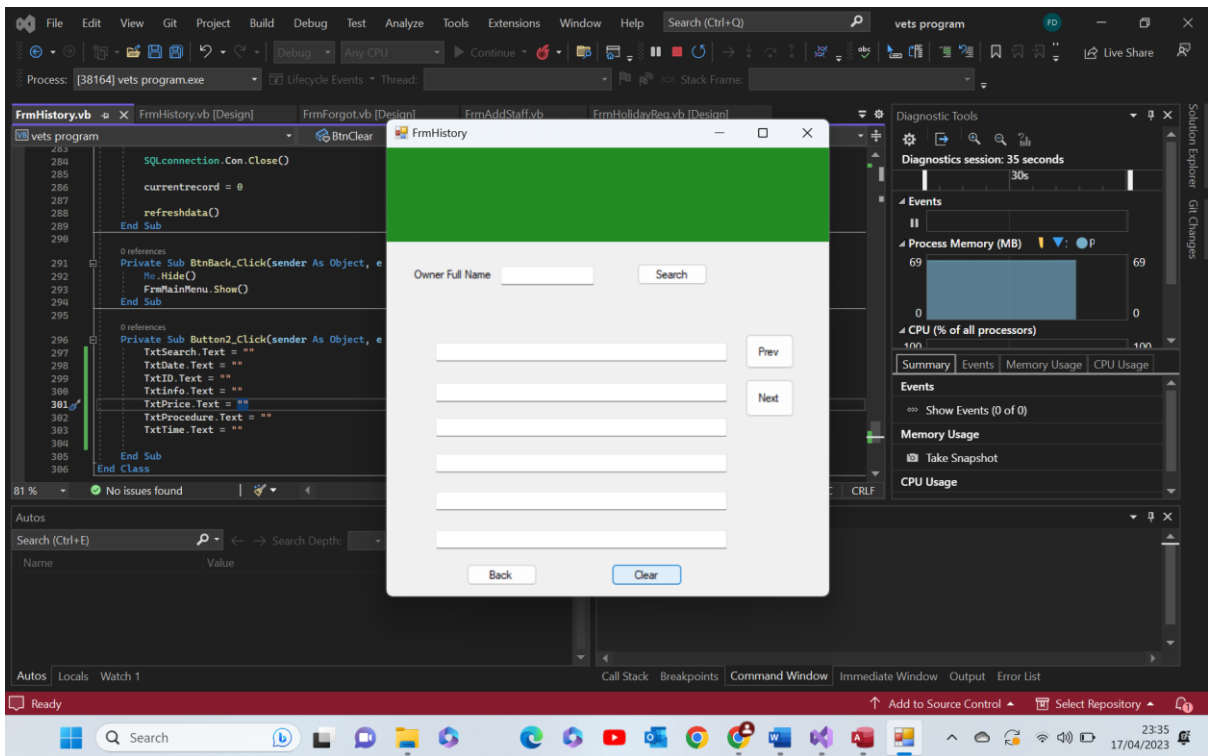 File Edit View Git Project Build Debug Test Analyze Tools Extensions Window Help Search (Ctrl+Q) vets program FD
Debug Any CPU Continue Live Share
Process: [38164] vets program.exe Lifecycle Events Thread: Stack Frame:
FrmHistory.vb FrmHistory.vb [Design] FrmForgot.vb [Design] FrmAddStaff.vb FrmHolidayReq.vb [Design]
vets program BtnClear
283
284 SQLconnection.Con.Close()
285
286 currentrecord = 0
287
288 refreshdata()
289 End Sub
290
0 references
291 Private Sub BtnBack_Click(sender As Object, e
292 Me.Hide()
293 FrmMainMenu.Show()
294 End Sub
295
0 references
296 Private Sub Button2_Click(sender As Object, e
297 TxtSearch.Text = ""
298 TxtDate.Text = ""
299 TxtID.Text = ""
300 Txtinfo.Text = ""
301 TxtPrice.Text = ""
302 TxtProcedure.Text = ""
303 TxtTime.Text = ""
304
305 End Sub
306 End Class
81 % No issues found CRLF
FrmHistory
Owner Full Name Search
Prev
Next
Back Clear
Diagnostic Tools
Diagnostics session: 35 seconds
30s
Events
Process Memory (MB) P
69 69
0 0
CPU (% of all processors)
100 100
Summary Events Memory Usage CPU Usage
Events
Show Events (0 of 0)
Memory Usage
Take Snapshot
CPU Usage
Solution Explorer
Git Changes
Autos
Search (Ctrl+E) Search Depth:
Name Value
Autos Locals Watch 1
Call Stack Breakpoints Command Window Immediate Window Output Error List
Ready Add to Source Control Select Repository
Search
23:35
17/04/2023